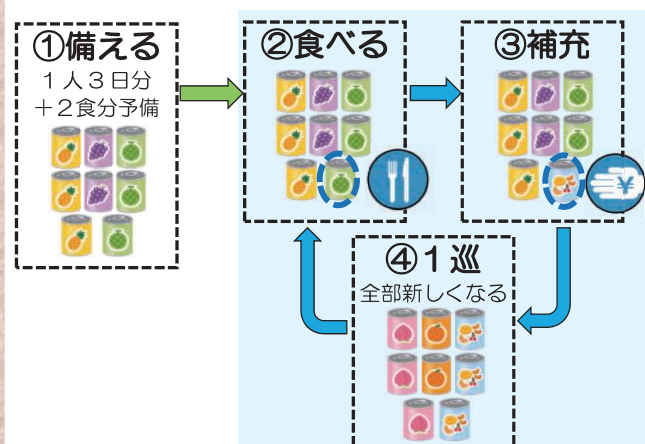 ①備える
1人3日分
+2食分予備
②食べる
③補充
¥
④1巡
全部新しくなる